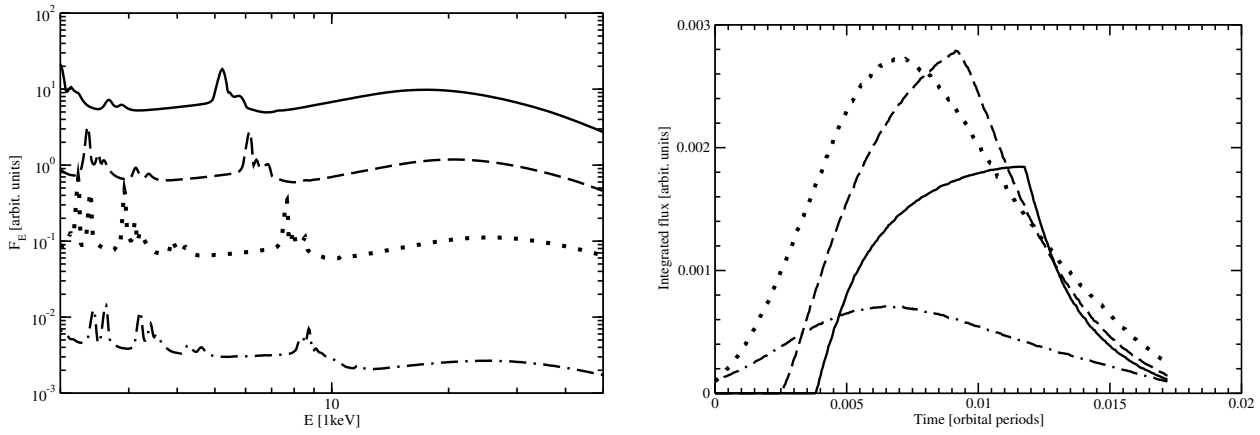 10^2
10^1
10^0
10^-1
10^-2
10^-3
F_E [arbit. units]
10
E [1keV]
0.003
0.002
0.001
0
Integrated flux [arbit. units]
0 0.005 0.01 0.015 0.02
Time [orbital periods]